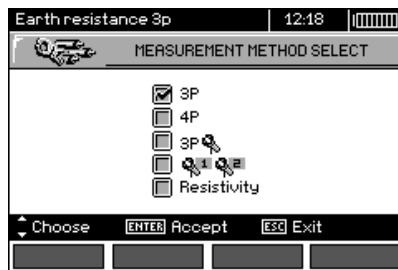 Earth resistance 3p 12:18
MEASUREMENT METHOD SELECT
3P
4P
3P
1 2
Resistivity
Choose ENTER Accept ESC Exit